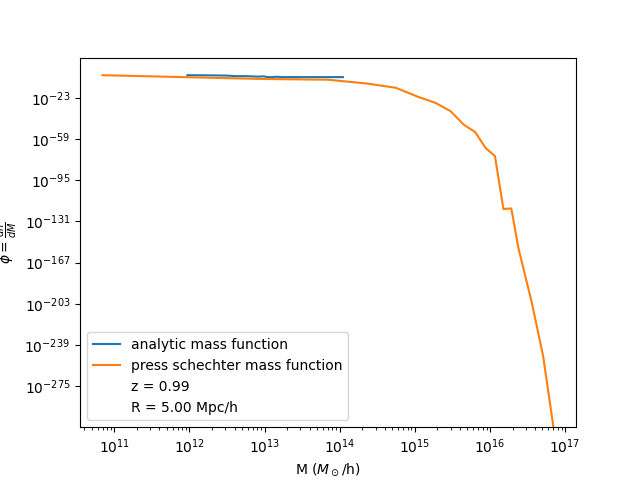 10^{-23}
10^{-59}
10^{-95}
10^{-131}
10^{-167}
10^{-203}
10^{-239}
10^{-275}
analytic mass function
press schechter mass function
z = 0.99
R = 5.00 Mpc/h
10^{11} 10^{12} 10^{13} 10^{14} 10^{15} 10^{16} 10^{17}
M (M_⊙/h)